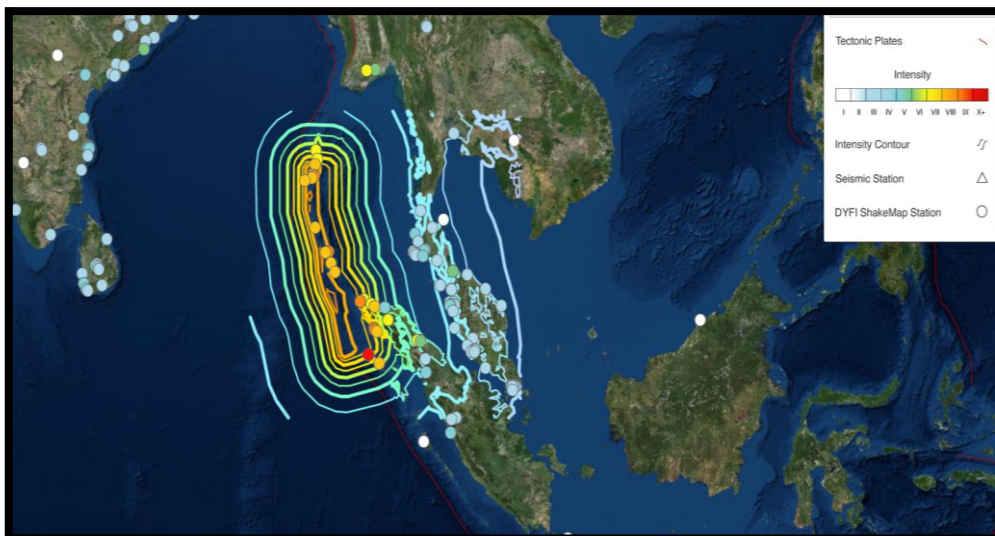 Tectonic Plates
Intensity
I II III IV V VI VII VIII IX X+
Intensity Contour
Seismic Station
DYFI ShakeMap Station